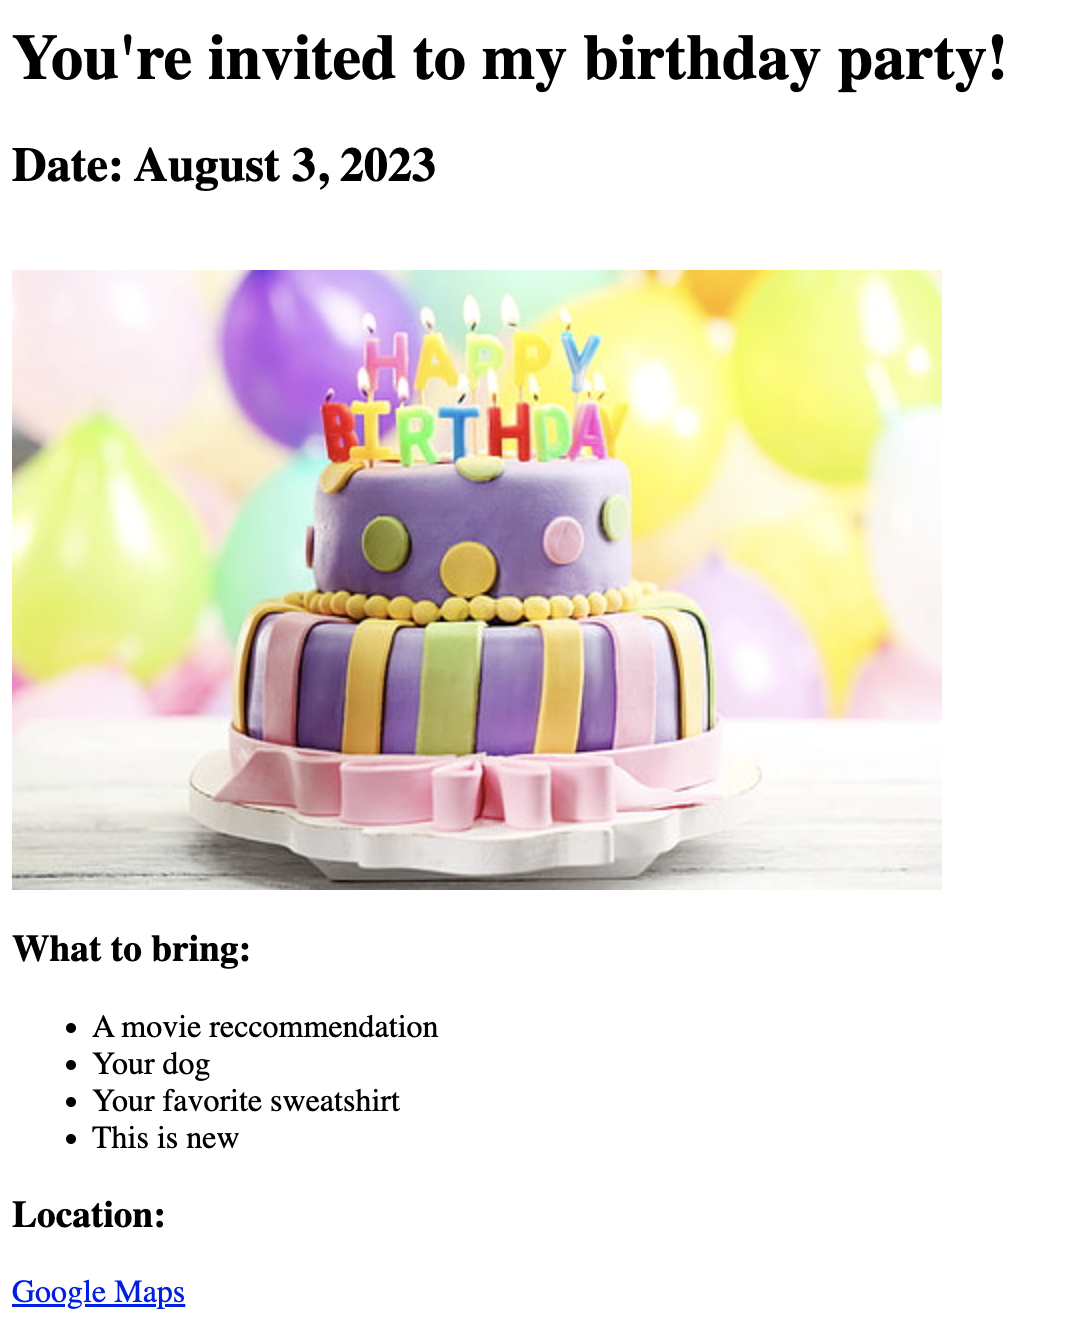 You're invited to my birthday party!
Date: August 3, 2023
HAPPY
BIRTHDAY
What to bring:
A movie reccommendation
Your dog
Your favorite sweatshirt
This is new
Location:
Google Maps